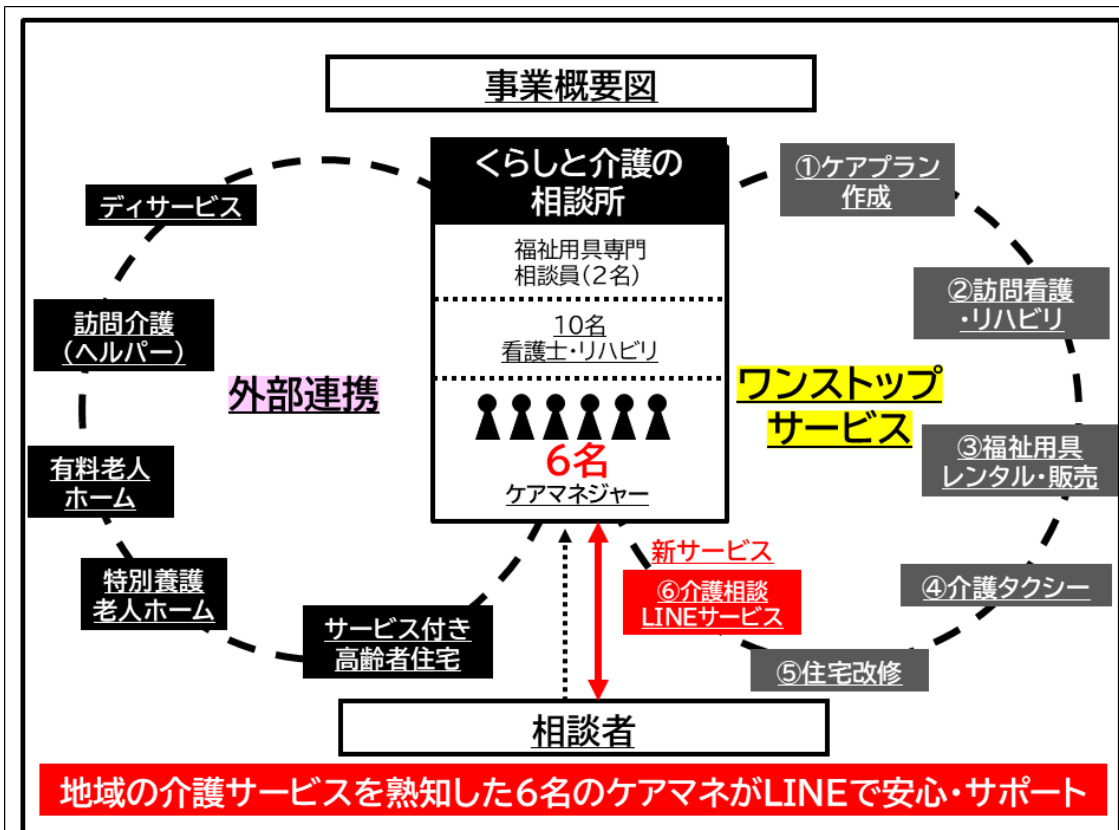 事業概要図
くらしと介護の
相談所
福祉用具専門
相談員(2名)
10名
看護士・リハビリ
6名
ケアマネジャー
外部連携
ディサービス
訪問介護
(ヘルパー)
有料老人
ホーム
特別養護
老人ホーム
サービス付き
高齢者住宅
ワンストップ
サービス
①ケアプラン
作成
②訪問看護
・リハビリ
③福祉用具
レンタル・販売
④介護タクシー
⑤住宅改修
新サービス
⑥介護相談
LINEサービス
相談者
地域の介護サービスを熟知した6名のケアマネがLINEで安心・サポート